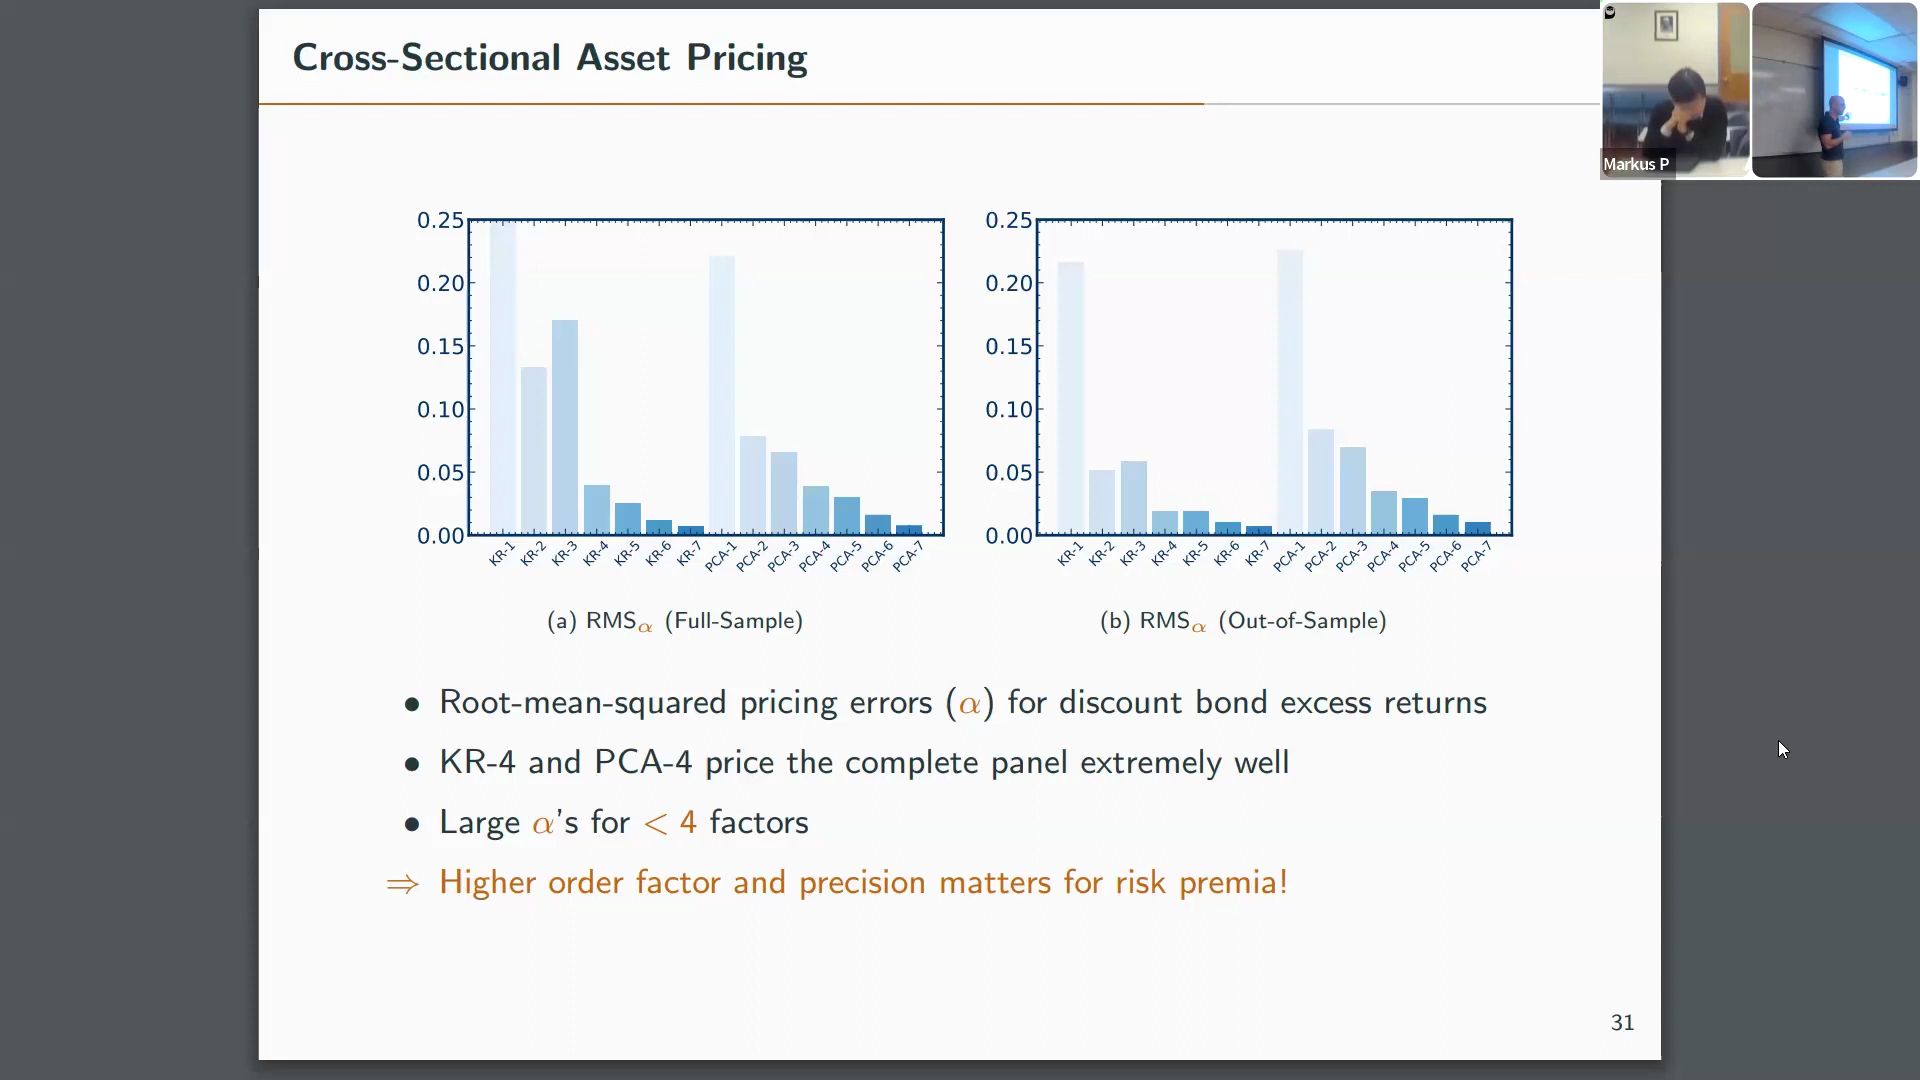 Cross-Sectional Asset Pricing
Markus P
0.25
0.20
0.15
0.10
0.05
0.00
KR-1 KR-2 KR-3 KR-4 KR-5 KR-6 KR-7 PCA-1 PCA-2 PCA-3 PCA-4 PCA-5 PCA-6 PCA-7
(a) RMSα (Full-Sample)
0.25
0.20
0.15
0.10
0.05
0.00
KR-1 KR-2 KR-3 KR-4 KR-5 KR-6 KR-7 PCA-1 PCA-2 PCA-3 PCA-4 PCA-5 PCA-6 PCA-7
(b) RMSα (Out-of-Sample)
• Root-mean-squared pricing errors (α) for discount bond excess returns
• KR-4 and PCA-4 price the complete panel extremely well
• Large α's for < 4 factors
⇒ Higher order factor and precision matters for risk premia!
31